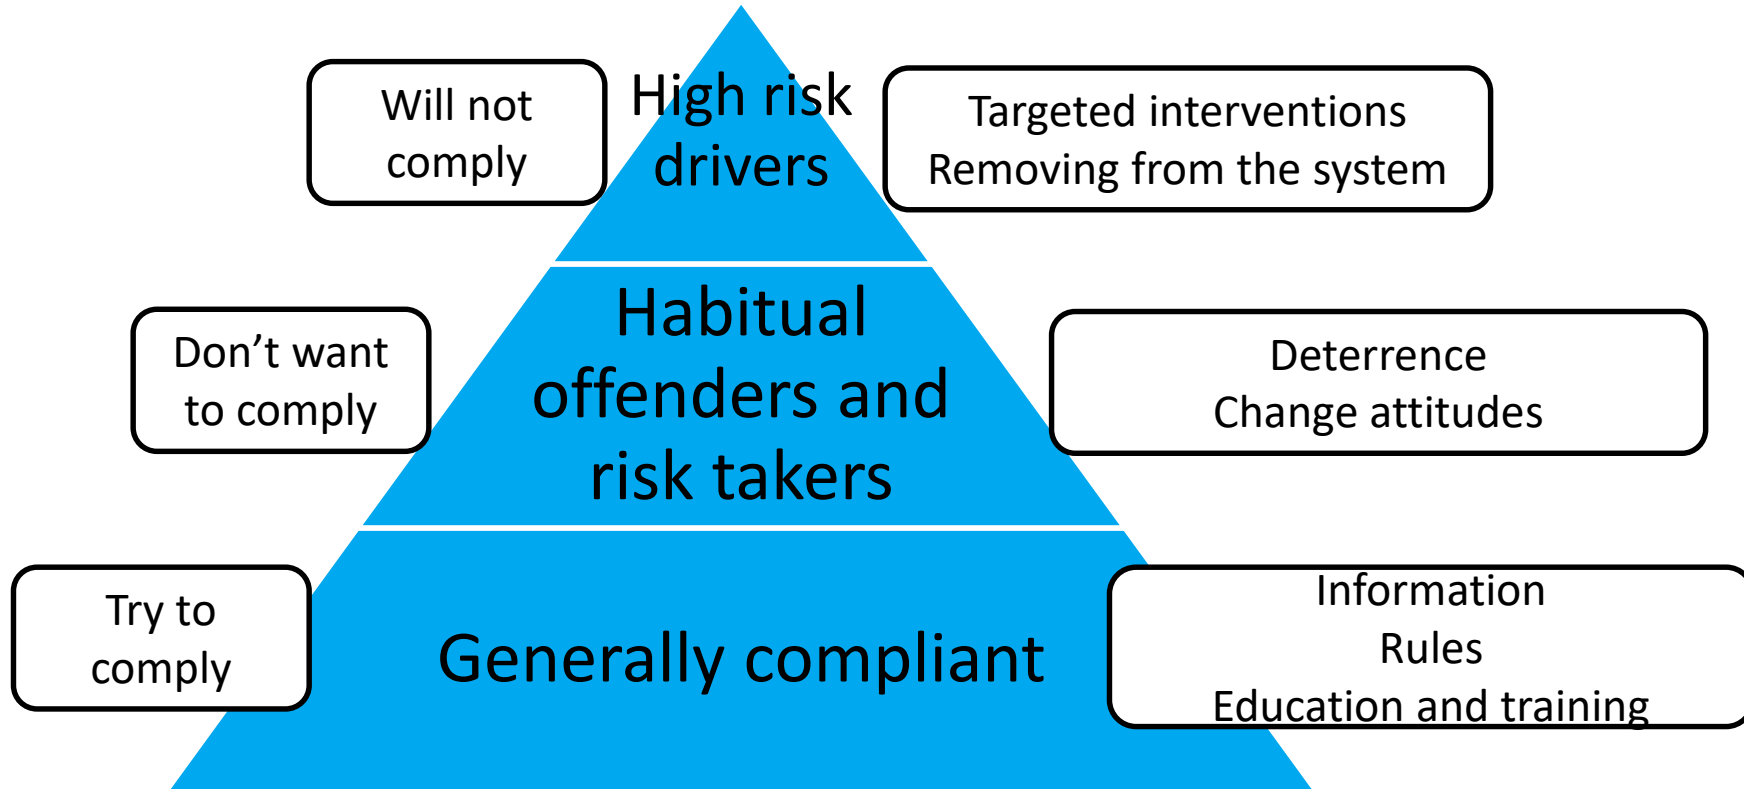 Will not
comply
High risk
drivers
Targeted interventions
Removing from the system
Don’t want
to comply
Habitual
offenders and
risk takers
Deterrence
Change attitudes
Try to
comply
Generally compliant
Information
Rules
Education and training